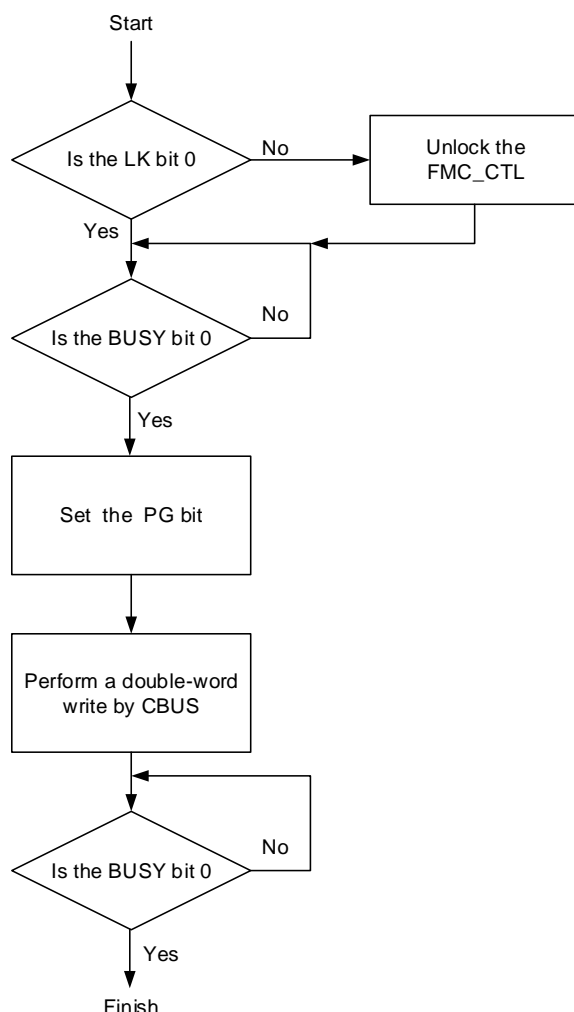 Start
Is the LK bit 0
No
Unlock the
FMC_CTL
Yes
Is the BUSY bit 0
No
Yes
Set the PG bit
Perform a double-word
write by CBUS
Is the BUSY bit 0
No
Yes
Finish